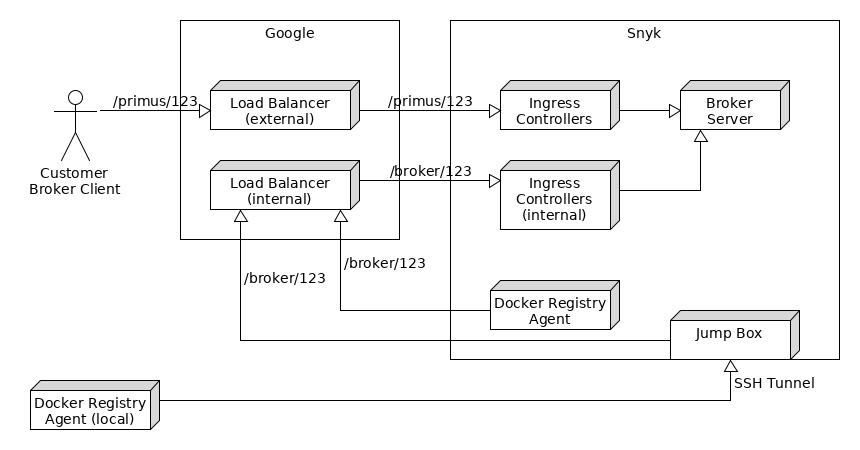 Google
Snyk
/primus/123
Load Balancer
(external)
/primus/123
Ingress
Controllers
Broker
Server
Customer
Broker Client
Load Balancer
(internal)
/broker/123
Ingress
Controllers
(internal)
/broker/123
/broker/123
Docker Registry
Agent
Jump Box
SSH Tunnel
Docker Registry
Agent (local)